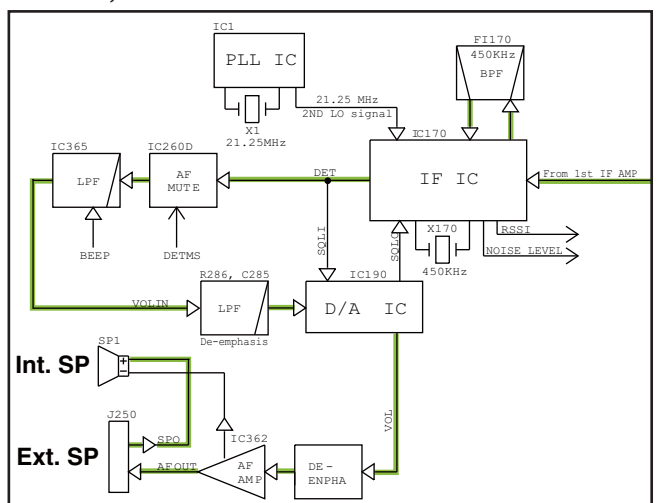 IC1
PLL IC
X1
21.25MHz
21.25 MHz
2ND LO signal
FI170
450KHz
BPF
IC365
LPF
IC260D
AF
MUTE
BEEP
DETMS
DET
IC170
IF IC
From 1st IF AMP
X170
450KHz
RSSI
NOISE LEVEL
SQLI
SQLO
R286, C285
LPF
De-emphasis
VOLIN
IC190
D/A IC
Int. SP
SP1
+
-
VOL
J250
SPO
Ext. SP
AFOUT
IC362
AF
AMP
DE-
ENPHA